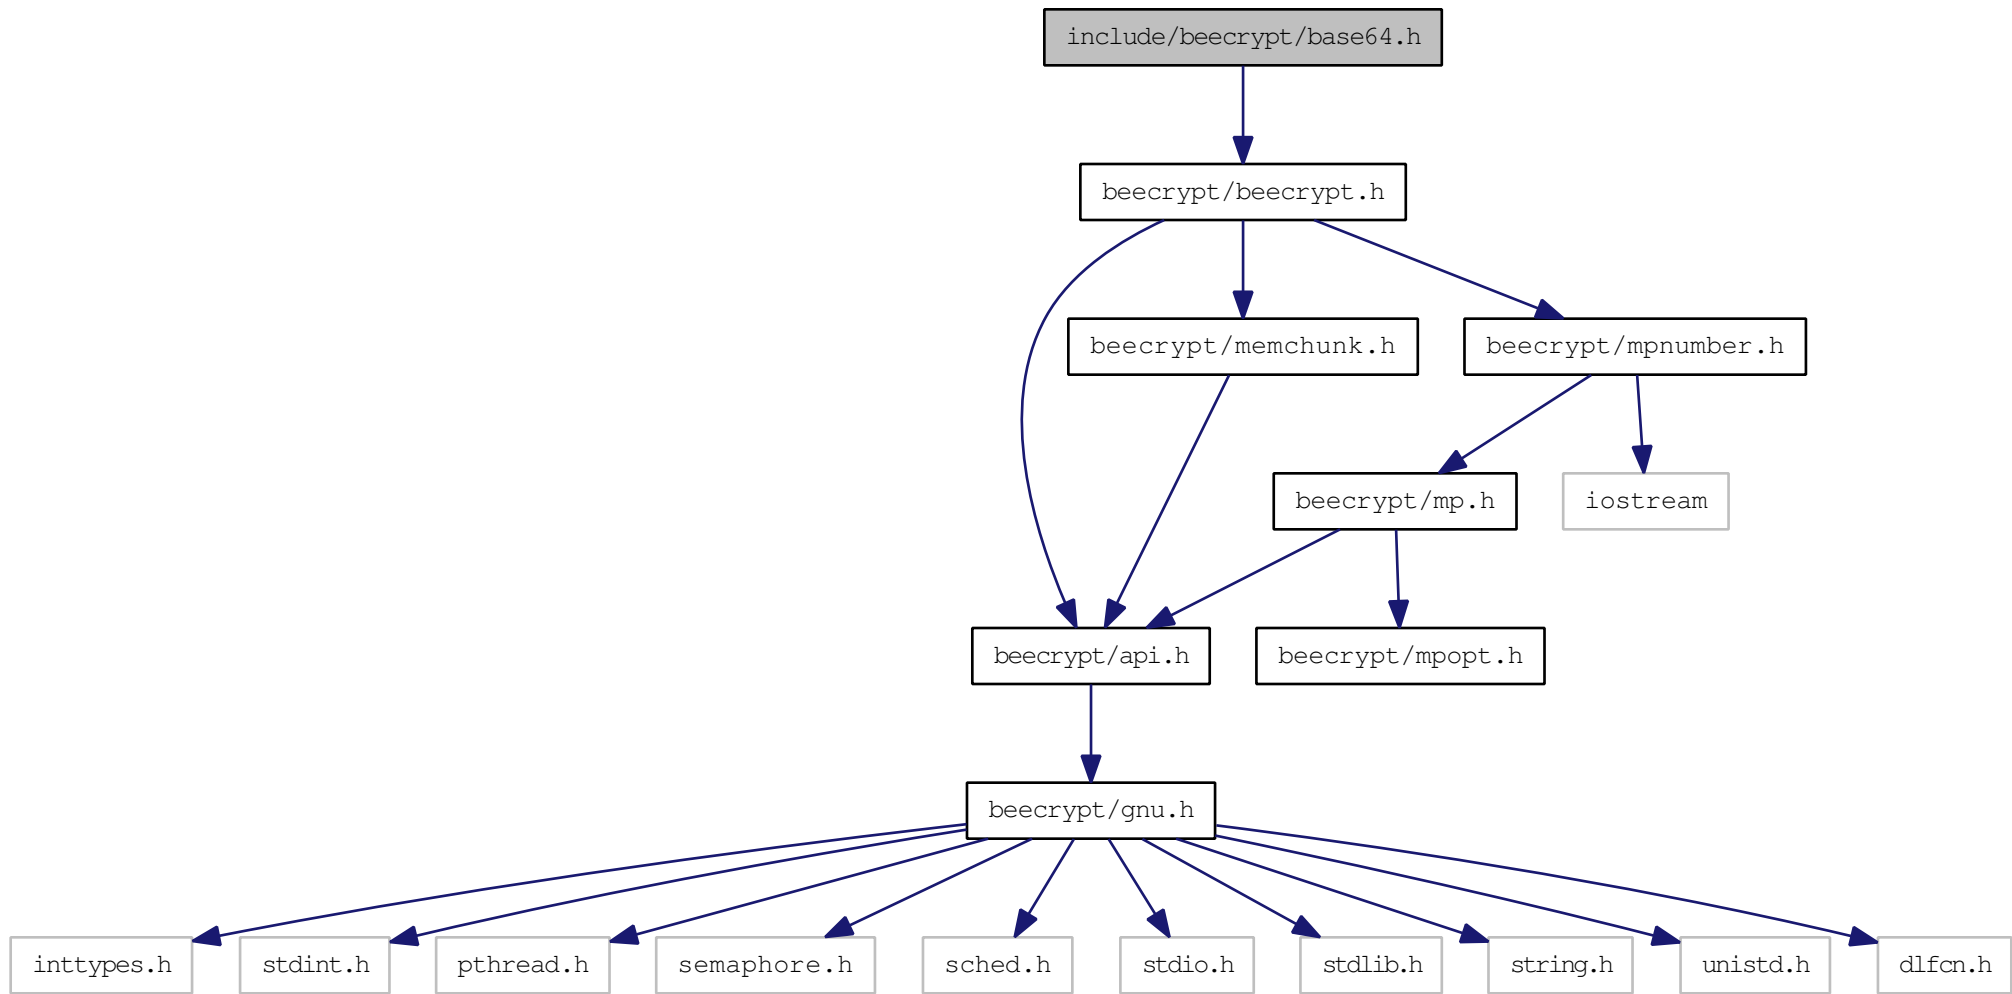 include/beecrypt/base64.h
beecrypt/beecrypt.h
beecrypt/memchunk.h
beecrypt/mpnumber.h
beecrypt/mp.h
iostream
beecrypt/api.h
beecrypt/mpopt.h
beecrypt/gnu.h
inttypes.h
stdint.h
pthread.h
semaphore.h
sched.h
stdio.h
stdlib.h
string.h
unistd.h
dlfcn.h